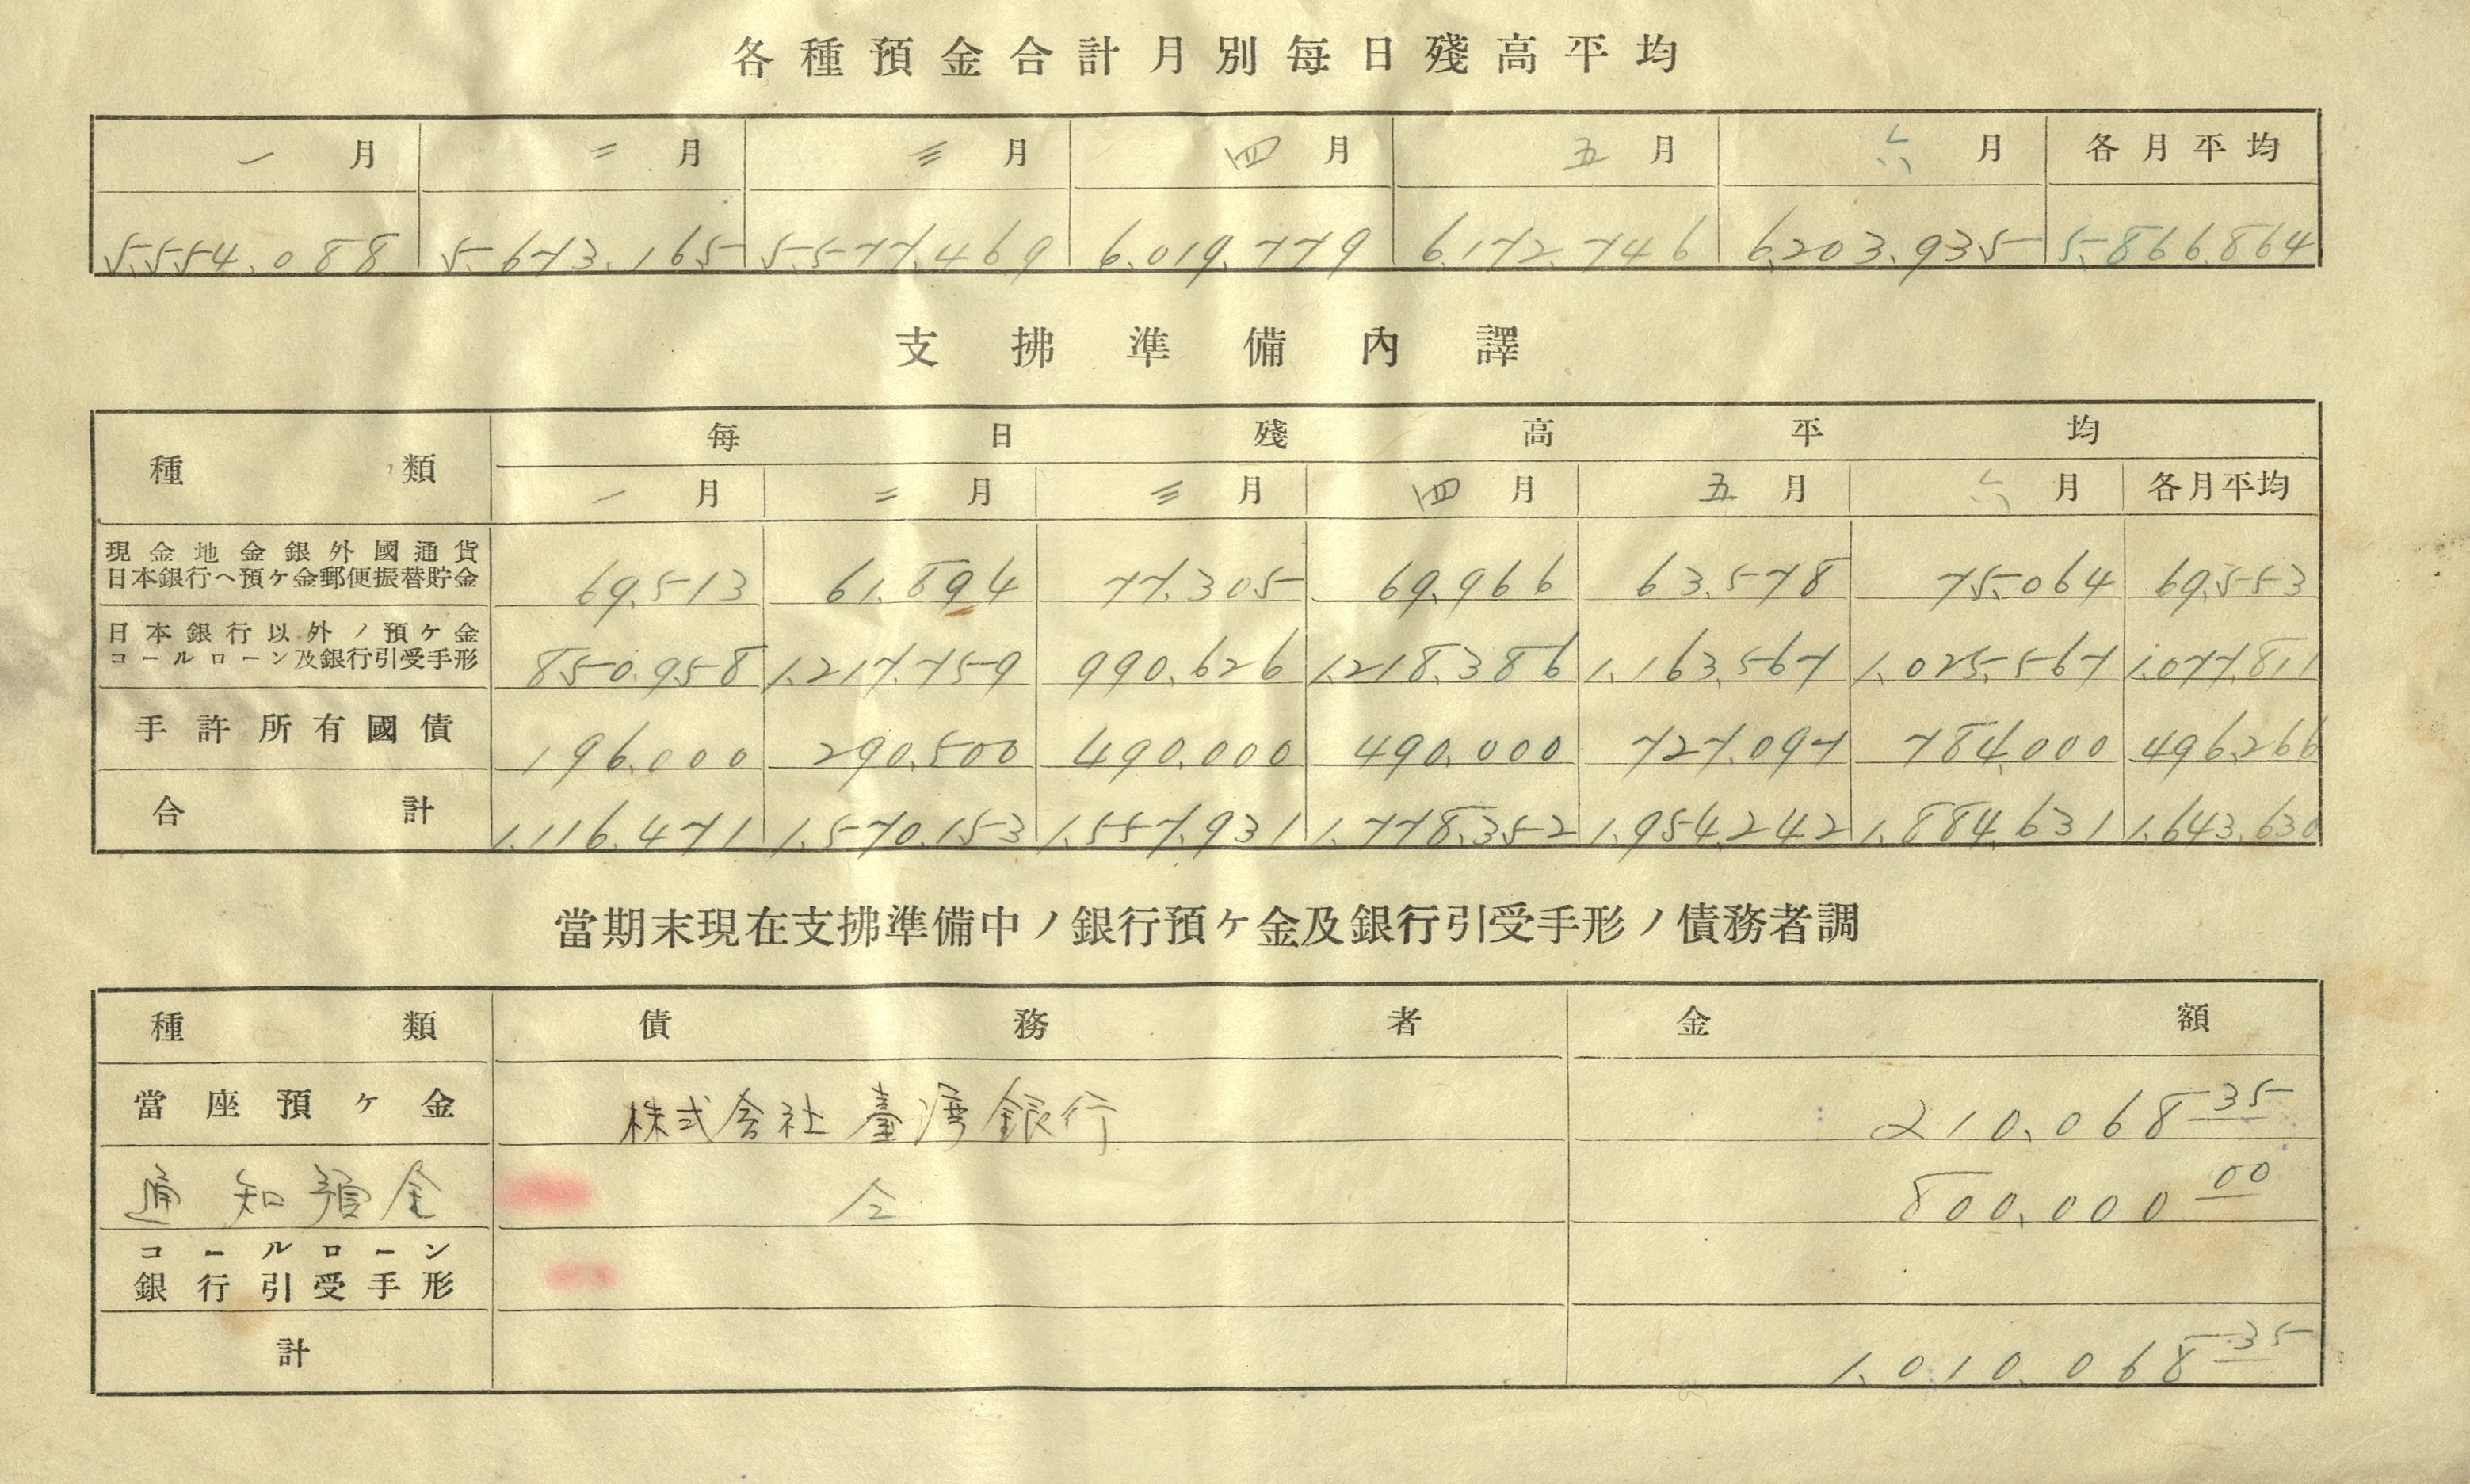 各種預金合計月別每日殘高平均
一月 二月 三月 四月 五月 六月 各月平均
5.554.088 5.673.165 5.577.469 6.019.779 6.172.746 6.203.935 5.866.864
支拂準備內譯
種類 每日殘高平均
一月 二月 三月 四月 五月 六月 各月平均
現金地金銀外國通貨
日本銀行ヘ預ケ金郵便振替貯金 69.513 61.894 77.305 69.966 63.578 75.064 69.553
日本銀行以外ノ預ケ金
コールローン及銀行引受手形 850.958 1.217.759 990.626 1.218.386 1.163.567 1.025.567 1.077.811
手許所有國債 196.000 290.500 490.000 490.000 727.097 784.000 496.266
合計 1.116.471 1.570.153 1.557.931 1.778.352 1.954.242 1.884.631 1.643.630
當期末現在支拂準備中ノ銀行預ケ金及銀行引受手形ノ債務者調
種類 債務者 金額
當座預ケ金 株式会社臺湾銀行 210.068 35
通知預金 仝 800.000 00
コールローン
銀行引受手形
計 1.010.068 35